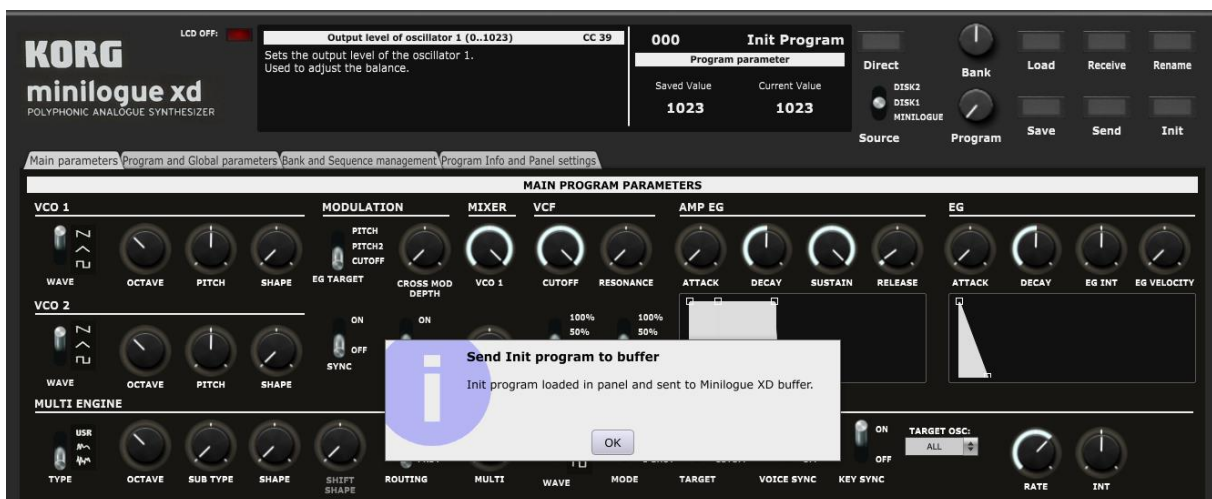 LCD OFF:
KORG
minilogue xd
POLYPHONIC ANALOGUE SYNTHESIZER
Output level of oscillator 1 (0..1023) CC 39
Sets the output level of the oscillator 1.
Used to adjust the balance.
000 Init Program
Program parameter
Saved Value Current Value
1023 1023
Direct Bank Load Receive Rename
DISK2
DISK1
MINILOGUE
Source Program Save Send Init
Main parameters Program and Global parameters Bank and Sequence management Program Info and Panel settings
MAIN PROGRAM PARAMETERS
VCO 1 MODULATION MIXER VCF AMP EG EG
PITCH
PITCH2
CUTOFF
WAVE OCTAVE PITCH SHAPE EG TARGET CROSS MOD DEPTH VCO 1 CUTOFF RESONANCE ATTACK DECAY SUSTAIN RELEASE ATTACK DECAY EG INT EG VELOCITY
VCO 2
ON ON 100% 100%
50% 50%
OFF
SYNC
WAVE OCTAVE PITCH SHAPE
Send Init program to buffer
Init program loaded in panel and sent to Minilogue XD buffer.
OK
MULTI ENGINE
USR
ON TARGET OSC:
ALL
OFF
TYPE OCTAVE SUB TYPE SHAPE SHIFT SHAPE ROUTING MULTI WAVE MODE TARGET VOICE SYNC KEY SYNC RATE INT